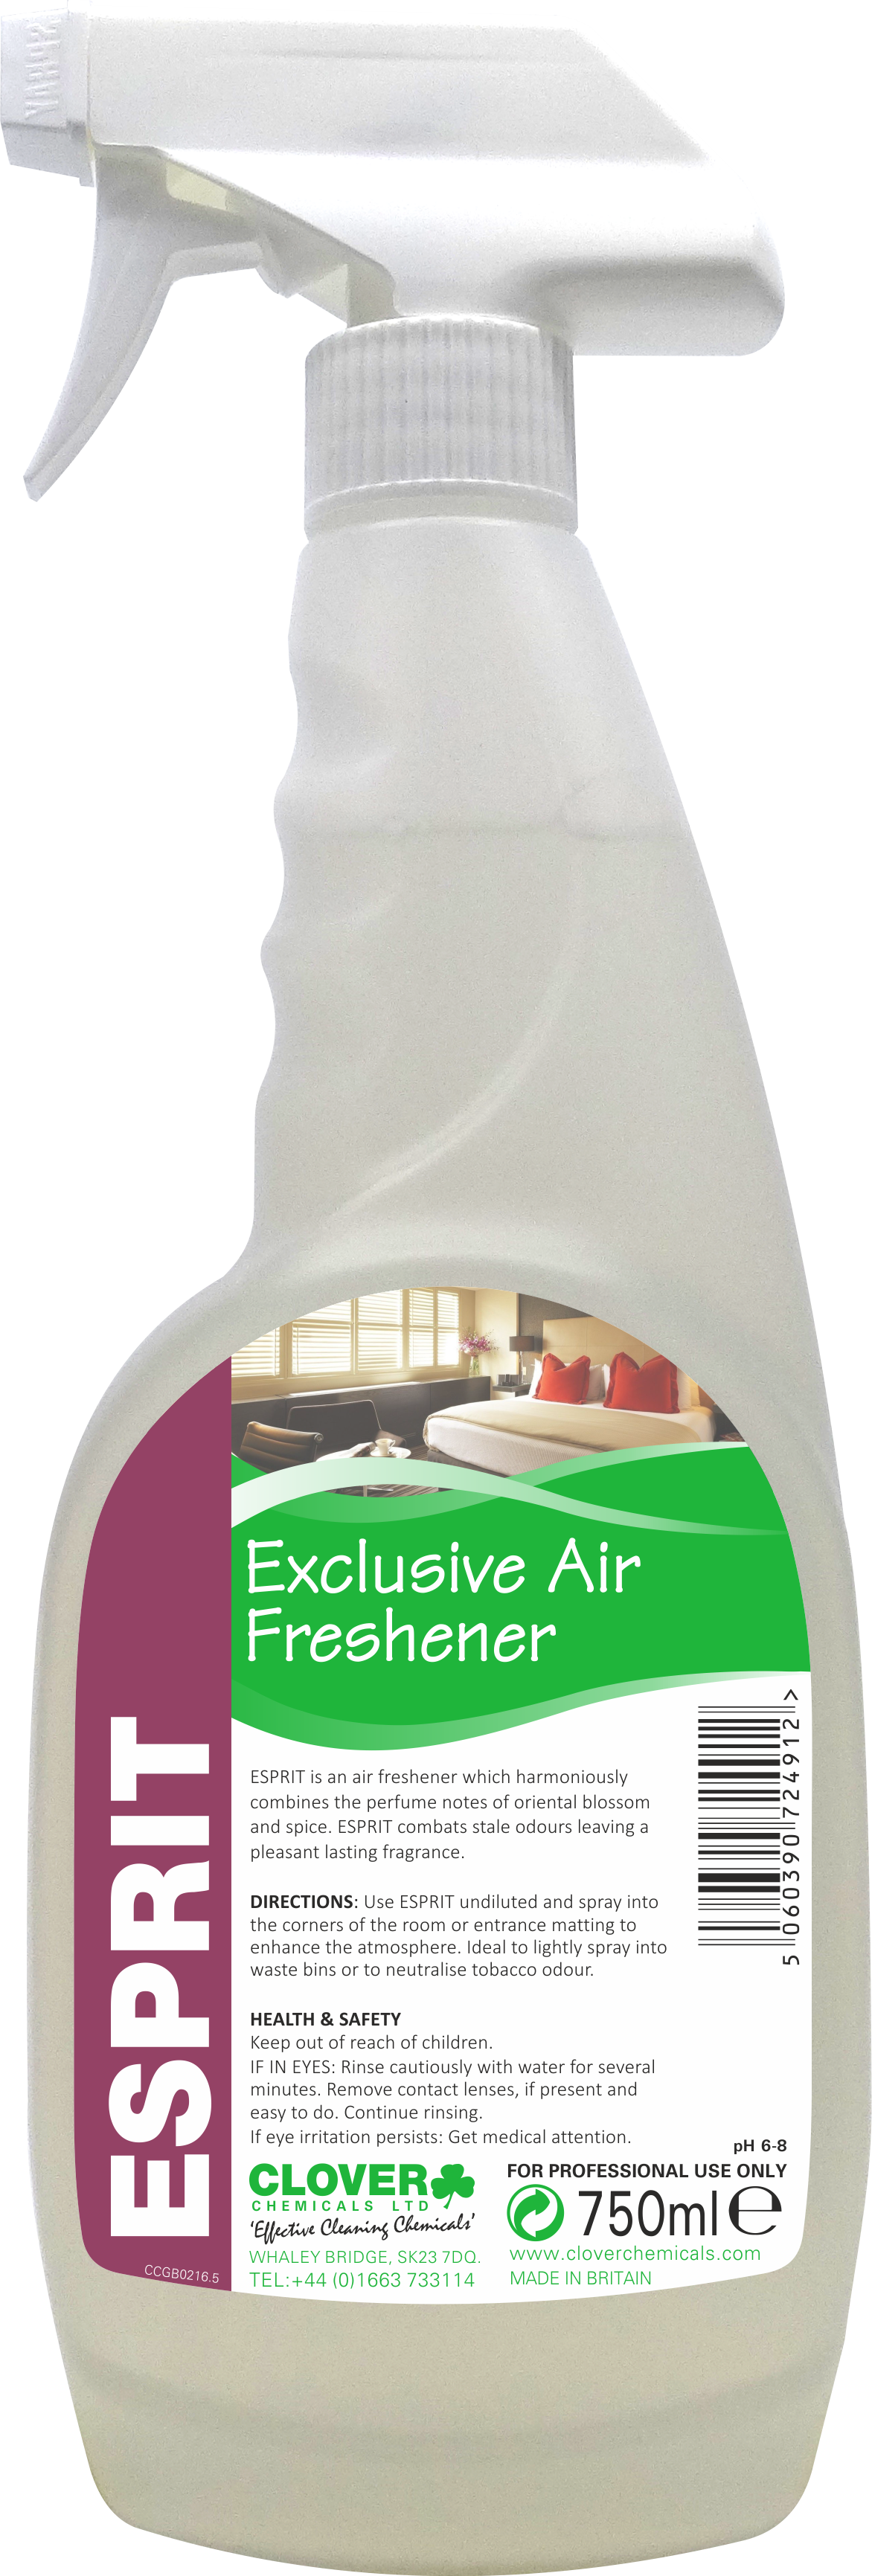 Exclusive Air
Freshener
ESPRIT
ESPRIT is an air freshener which harmoniously
combines the perfume notes of oriental blossom
and spice. ESPRIT combats stale odours leaving a
pleasant lasting fragrance.
DIRECTIONS: Use ESPRIT undiluted and spray into
the corners of the room or entrance matting to
enhance the atmosphere. Ideal to lightly spray into
waste bins or to neutralise tobacco odour.
5 060390 724912 >
HEALTH & SAFETY
Keep out of reach of children.
IF IN EYES: Rinse cautiously with water for several
minutes. Remove contact lenses, if present and
easy to do. Continue rinsing.
If eye irritation persists: Get medical attention.
pH 6-8
FOR PROFESSIONAL USE ONLY
CLOVER
CHEMICALS LTD
'Effective Cleaning Chemicals'
750ml e
WHALEY BRIDGE, SK23 7DQ.
TEL:+44 (0)1663 733114
www.cloverchemicals.com
MADE IN BRITAIN
CCGB0216.5